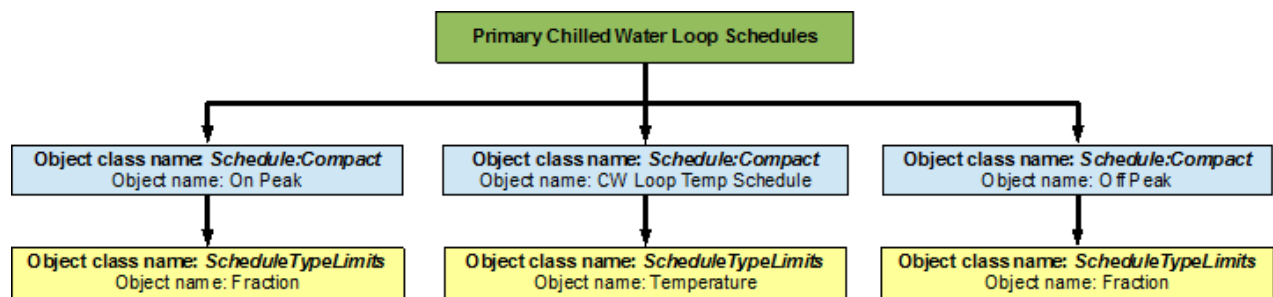 Primary Chilled Water Loop Schedules
Object class name: Schedule:Compact
Object name: On Peak
Object class name: Schedule:Compact
Object name: CW Loop Temp Schedule
Object class name: Schedule:Compact
Object name: Off Peak
Object class name: ScheduleTypeLimits
Object name: Fraction
Object class name: ScheduleTypeLimits
Object name: Temperature
Object class name: ScheduleTypeLimits
Object name: Fraction